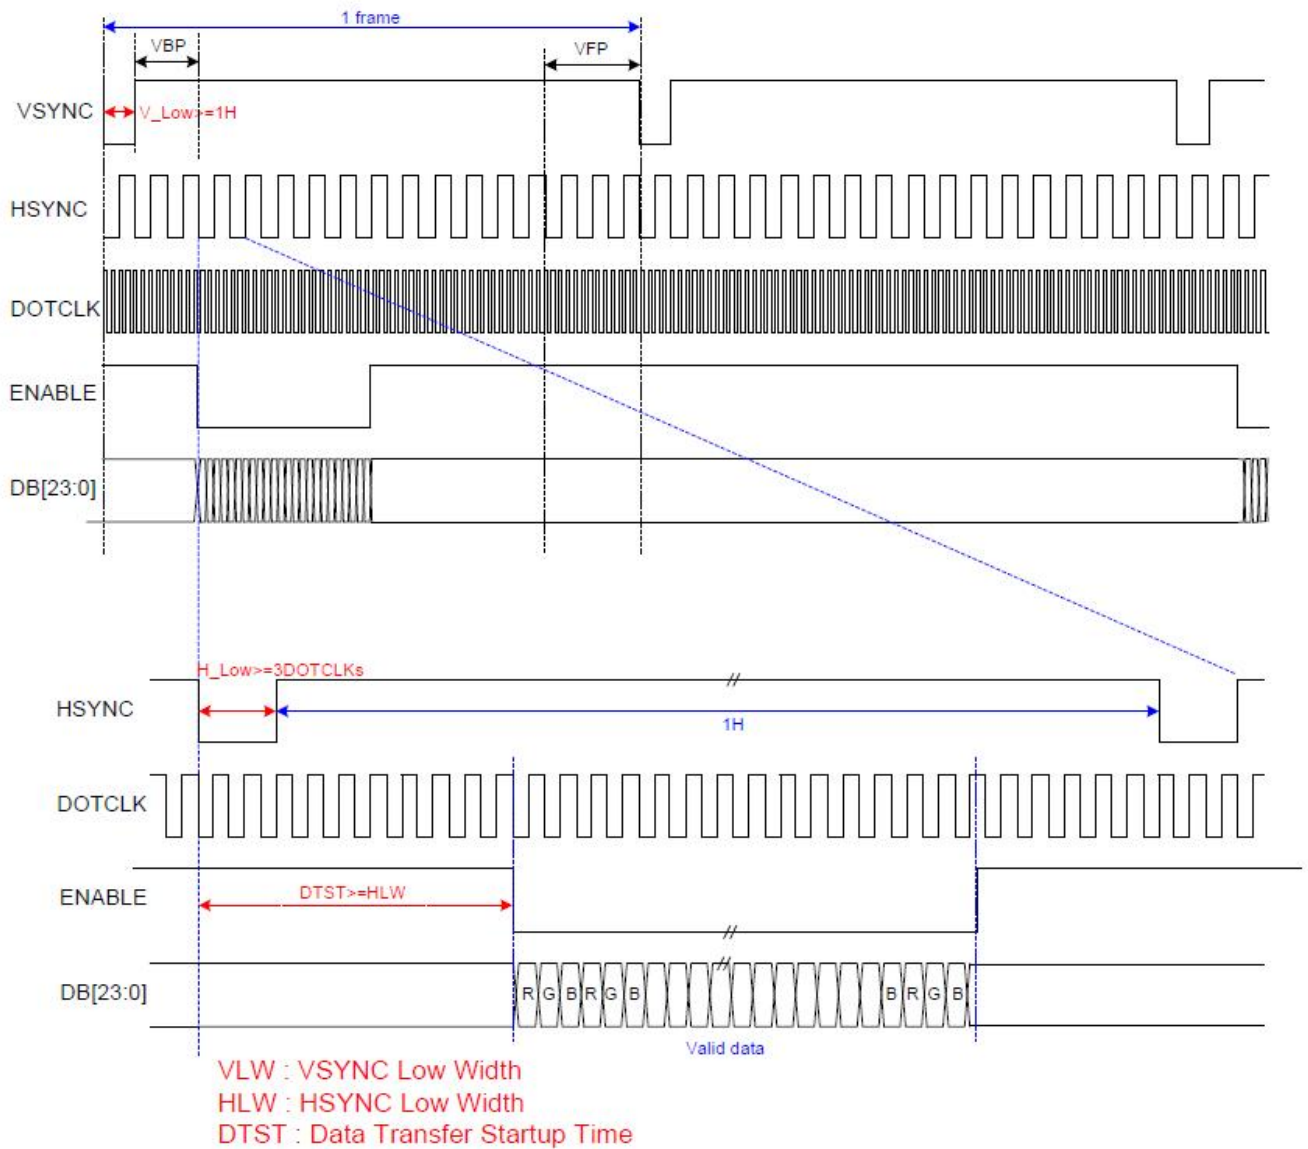 1 frame
VBP
VFP
VSYNC
V_Low>=1H
HSYNC
DOTCLK
ENABLE
DB[23:0]
H_Low>=3DOTCLKs
HSYNC
1H
DOTCLK
ENABLE
DTST>=HLW
DB[23:0]
R G B R G B B R G B
Valid data
VLW : VSYNC Low Width
HLW : HSYNC Low Width
DTST : Data Transfer Startup Time